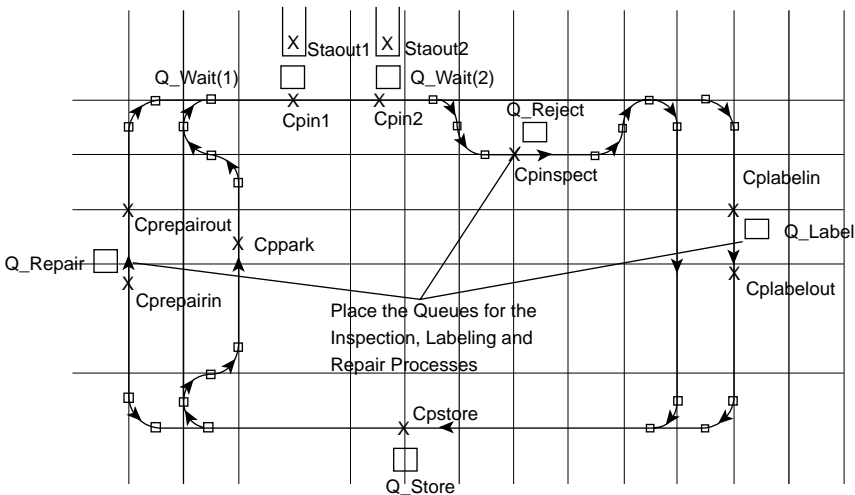 X
Staout1
X
Staout2
Q_Wait(1)
Q_Wait(2)
Cpin1
Cpin2
Q_Reject
Cpinspect
Cplabelin
Cprepairout
Cppark
Q_Label
Q_Repair
Cprepairin
Cplabelout
Place the Queues for the
Inspection, Labeling and
Repair Processes
Cpstore
Q_Store